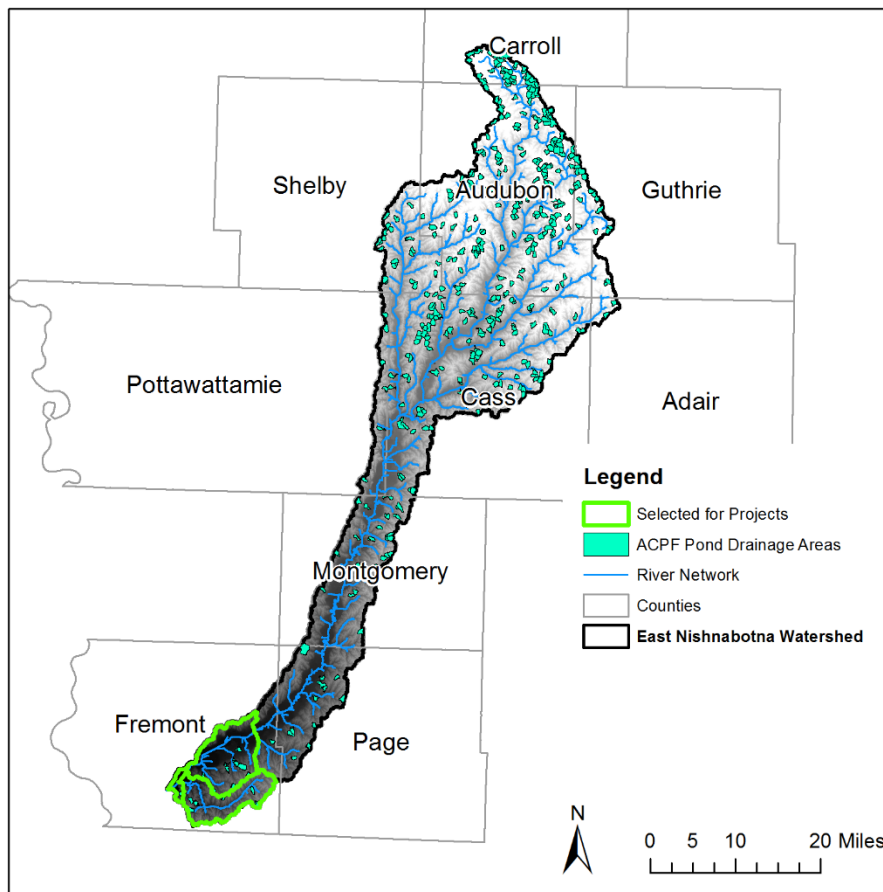 Carroll
Shelby
Audubon
Guthrie
Pottawattamie
Cass
Adair
Legend
Selected for Projects
ACPF Pond Drainage Areas
River Network
Counties
East Nishnabotna Watershed
Montgomery
Fremont
Page
N
0 5 10 20 Miles